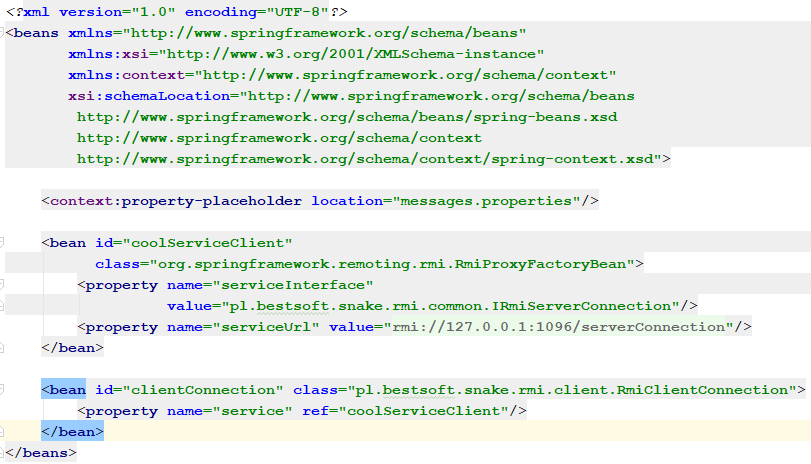 <?xml version="1.0" encoding="UTF-8"?>
<beans xmlns="http://www.springframework.org/schema/beans"
xmlns:xsi="http://www.w3.org/2001/XMLSchema-instance"
xmlns:context="http://www.springframework.org/schema/context"
xsi:schemaLocation="http://www.springframework.org/schema/beans
http://www.springframework.org/schema/beans/spring-beans.xsd
http://www.springframework.org/schema/context
http://www.springframework.org/schema/context/spring-context.xsd">
<context:property-placeholder location="messages.properties"/>
<bean id="coolServiceClient"
class="org.springframework.remoting.rmi.RmiProxyFactoryBean">
<property name="serviceInterface"
value="pl.bestsoft.snake.rmi.common.IRmiServerConnection"/>
<property name="serviceUrl" value="rmi://127.0.0.1:1096/serverConnection"/>
</bean>
<bean id="clientConnection" class="pl.bestsoft.snake.rmi.client.RmiClientConnection">
<property name="service" ref="coolServiceClient"/>
</bean>
</beans>